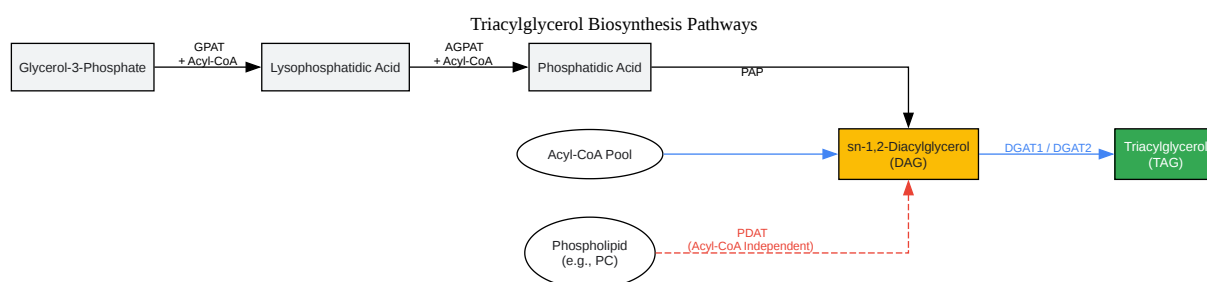 Triacylglycerol Biosynthesis Pathways
Glycerol-3-Phosphate
GPAT
+ Acyl-CoA
Lysophosphatidic Acid
AGPAT
+ Acyl-CoA
Phosphatidic Acid
PAP
Acyl-CoA Pool
sn-1,2-Diacylglycerol
(DAG)
DGAT1 / DGAT2
Triacylglycerol
(TAG)
Phospholipid
(e.g., PC)
PDAT
(Acyl-CoA Independent)